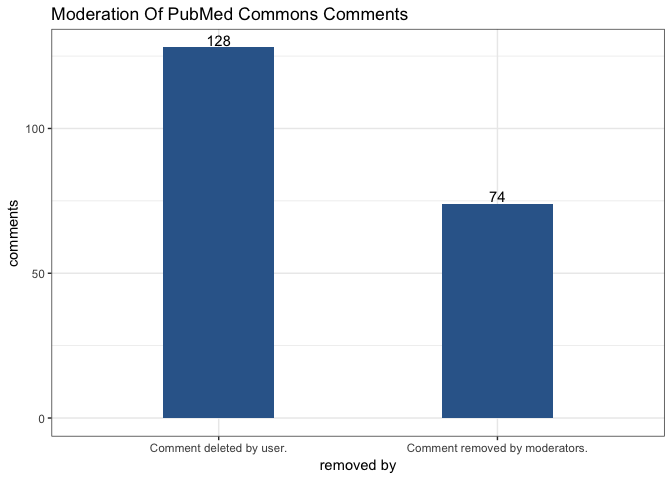 Moderation Of PubMed Commons Comments
128
74
100
50
0
comments
Comment deleted by user.
Comment removed by moderators.
removed by